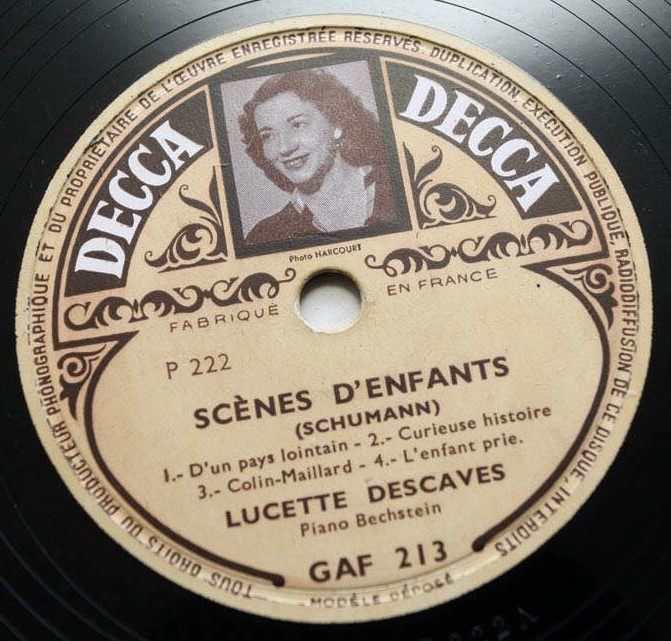 TOUS DROITS DU PRODUCTEUR PHONOGRAPHIQUE ET DU PROPRIÉTAIRE DE L'ŒUVRE ENREGISTRÉE RÉSERVÉS. DUPLICATION, EXÉCUTION PUBLIQUE, RADIODIFFUSION DE CE DISQUE, INTERDITS
DECCA
DECCA
Photo HARCOURT
FABRIQUÉ EN FRANCE
P 222
SCÈNES D'ENFANTS
(SCHUMANN)
1.- D'un pays lointain - 2.- Curieuse histoire
3.- Colin-Maillard - 4.- L'enfant prie.
LUCETTE DESCAVES
Piano Bechstein
GAF 213
MODÈLE DÉPOSÉ